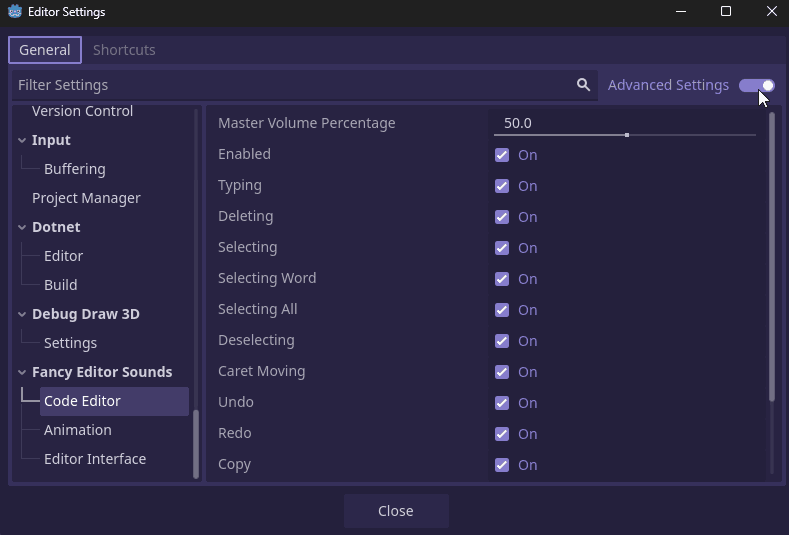 Editor Settings
General Shortcuts
Filter Settings
Advanced Settings
Version Control
Input
Buffering
Project Manager
Dotnet
Editor
Build
Debug Draw 3D
Settings
Fancy Editor Sounds
Code Editor
Animation
Editor Interface
Master Volume Percentage 50.0
Enabled On
Typing On
Deleting On
Selecting On
Selecting Word On
Selecting All On
Deselecting On
Caret Moving On
Undo On
Redo On
Copy On
Close